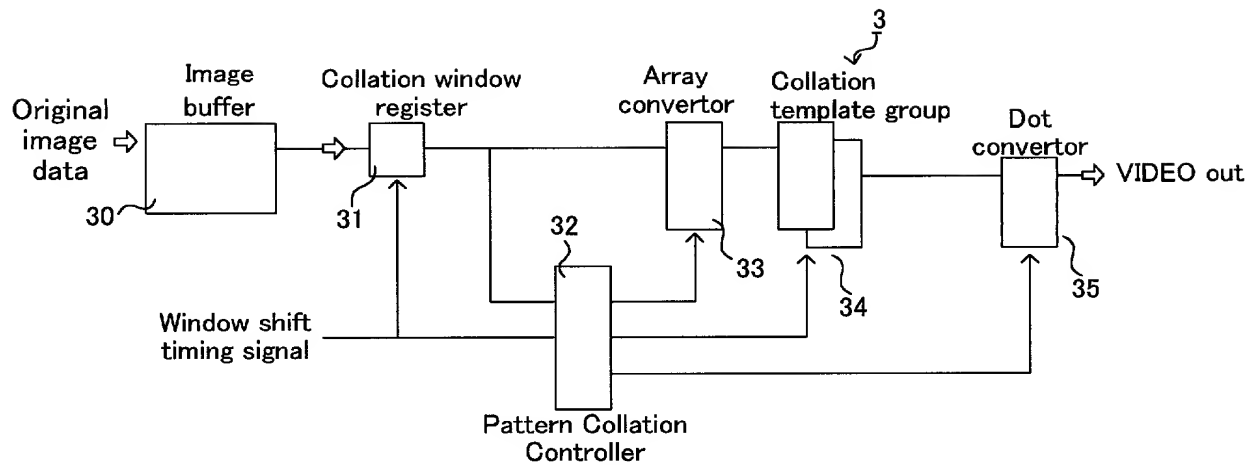 3
Image
buffer
Collation window
register
Array
convertor
Collation
template group
Original
image
data
Dot
convertor
VIDEO out
30
31
32
33
34
35
Window shift
timing signal
Pattern Collation
Controller